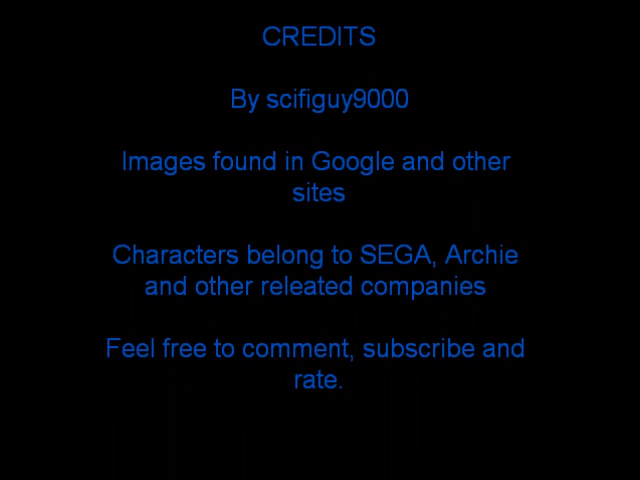 CREDITS
By scifiguy9000
Images found in Google and other
sites
Characters belong to SEGA, Archie
and other releated companies
Feel free to comment, subscribe and
rate.